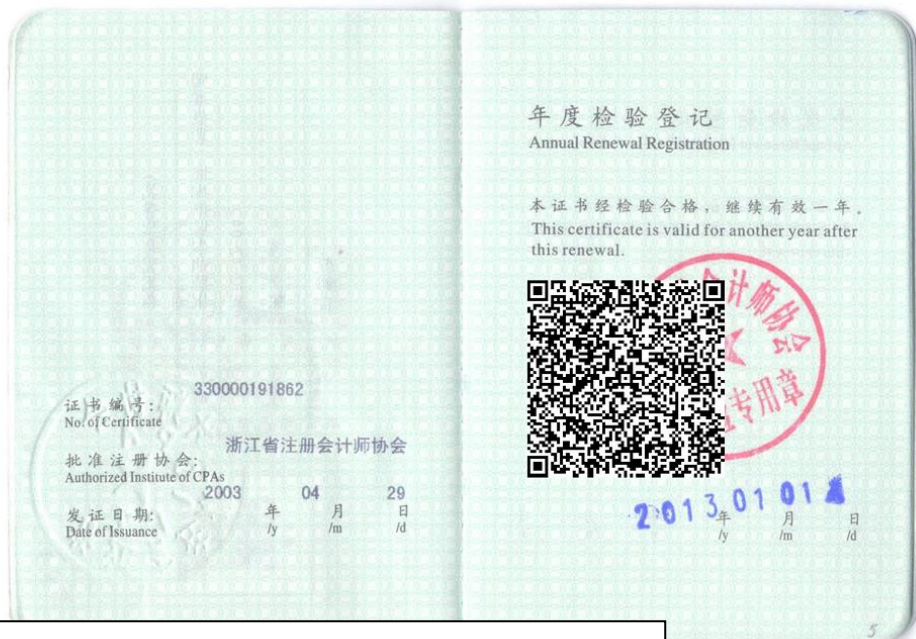 证书编号:
No. of Certificate
330000191862
批准注册协会:
Authorized Institute of CPAs
浙江省注册会计师协会
发证日期:
Date of Issuance
2003 04 29
年 月 日
/y /m /d
年度检验登记
Annual Renewal Registration
本证书经检验合格，继续有效一年。
This certificate is valid for another year after
this renewal.
会计师协会
专用章
2013 01 01
年 月 日
/y /m /d
5